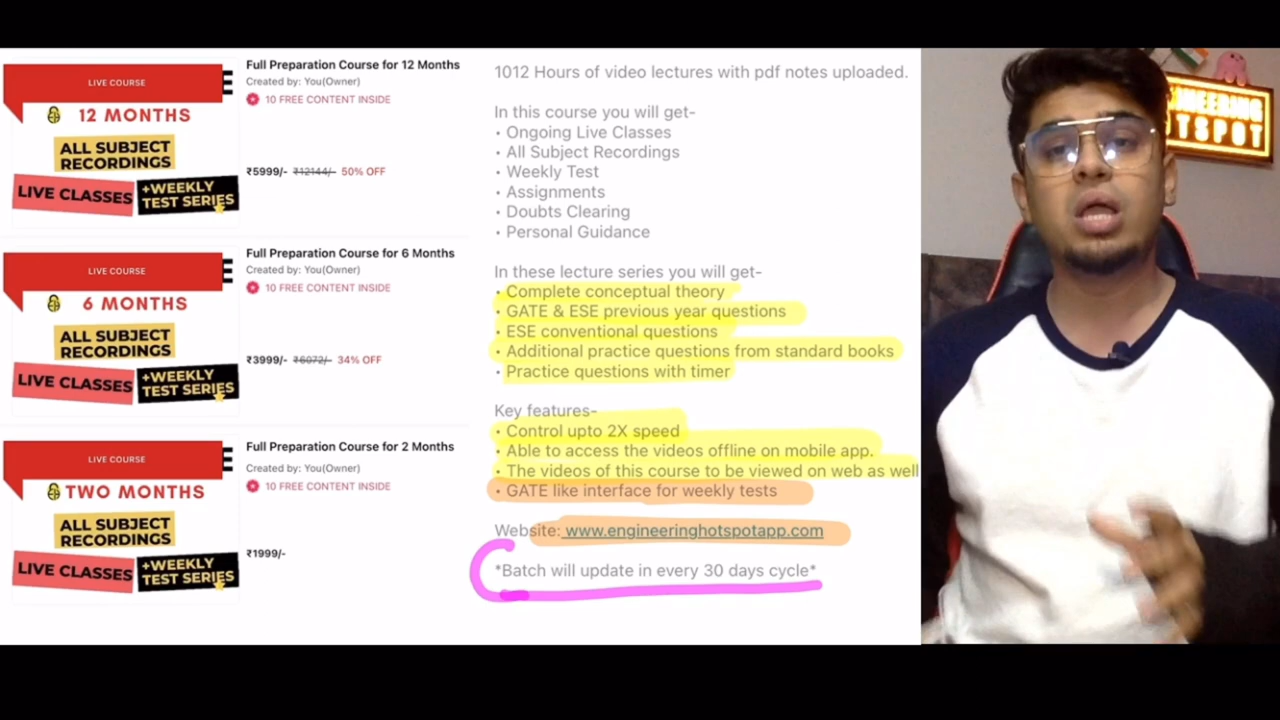 LIVE COURSE
12 MONTHS
ALL SUBJECT
RECORDINGS
LIVE CLASSES
+WEEKLY
TEST SERIES
Full Preparation Course for 12 Months
Created by: You(Owner)
10 FREE CONTENT INSIDE
₹5999/- ₹12144/- 50% OFF
LIVE COURSE
6 MONTHS
ALL SUBJECT
RECORDINGS
LIVE CLASSES
+WEEKLY
TEST SERIES
Full Preparation Course for 6 Months
Created by: You(Owner)
10 FREE CONTENT INSIDE
₹3999/- ₹6072/- 34% OFF
LIVE COURSE
TWO MONTHS
ALL SUBJECT
RECORDINGS
LIVE CLASSES
+WEEKLY
TEST SERIES
Full Preparation Course for 2 Months
Created by: You(Owner)
10 FREE CONTENT INSIDE
₹1999/-
1012 Hours of video lectures with pdf notes uploaded.
In this course you will get-
• Ongoing Live Classes
• All Subject Recordings
• Weekly Test
• Assignments
• Doubts Clearing
• Personal Guidance
In these lecture series you will get-
• Complete conceptual theory
• GATE & ESE previous year questions
• ESE conventional questions
• Additional practice questions from standard books
• Practice questions with timer
Key features-
• Control upto 2X speed
• Able to access the videos offline on mobile app.
• The videos of this course to be viewed on web as well
• GATE like interface for weekly tests
Website: www.engineeringhotspotapp.com
*Batch will update in every 30 days cycle*